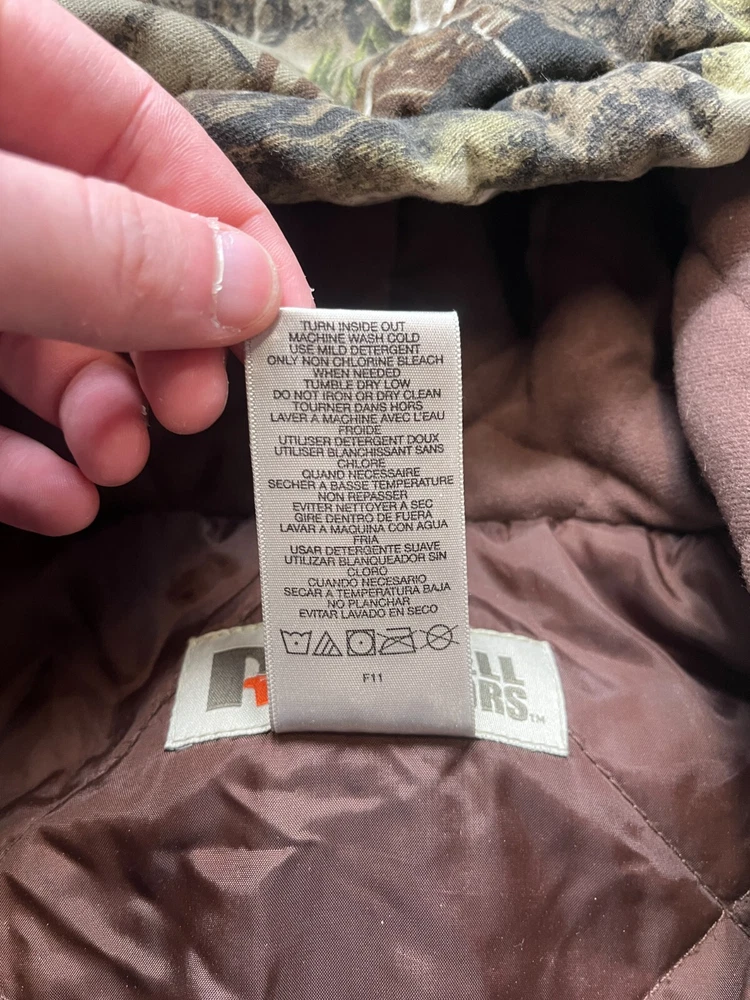 TURN INSIDE OUT
MACHINE WASH COLD
USE MILD DETERGENT
ONLY NON CHLORINE BLEACH
WHEN NEEDED
TUMBLE DRY LOW
DO NOT IRON OR DRY CLEAN
TOURNER DANS HORS
LAVER A MACHINE AVEC L'EAU
FROIDE
UTILISER DETERGENT DOUX
UTILISER BLANCHISSANT SANS
CHLORE
QUAND NECESSAIRE
SECHER A BASSE TEMPERATURE
NON REPASSER
EVITER NETTOYER A SEC
GIRE DENTRO DE FUERA
LAVAR A MAQUINA CON AGUA
FRIA
USAR DETERGENTE SUAVE
UTILIZAR BLANQUEADOR SIN
CLORO
CUANDO NECESARIO
SECAR A TEMPERATURA BAJA
NO PLANCHAR
EVITAR LAVADO EN SECO
F11
ELL
ORS™